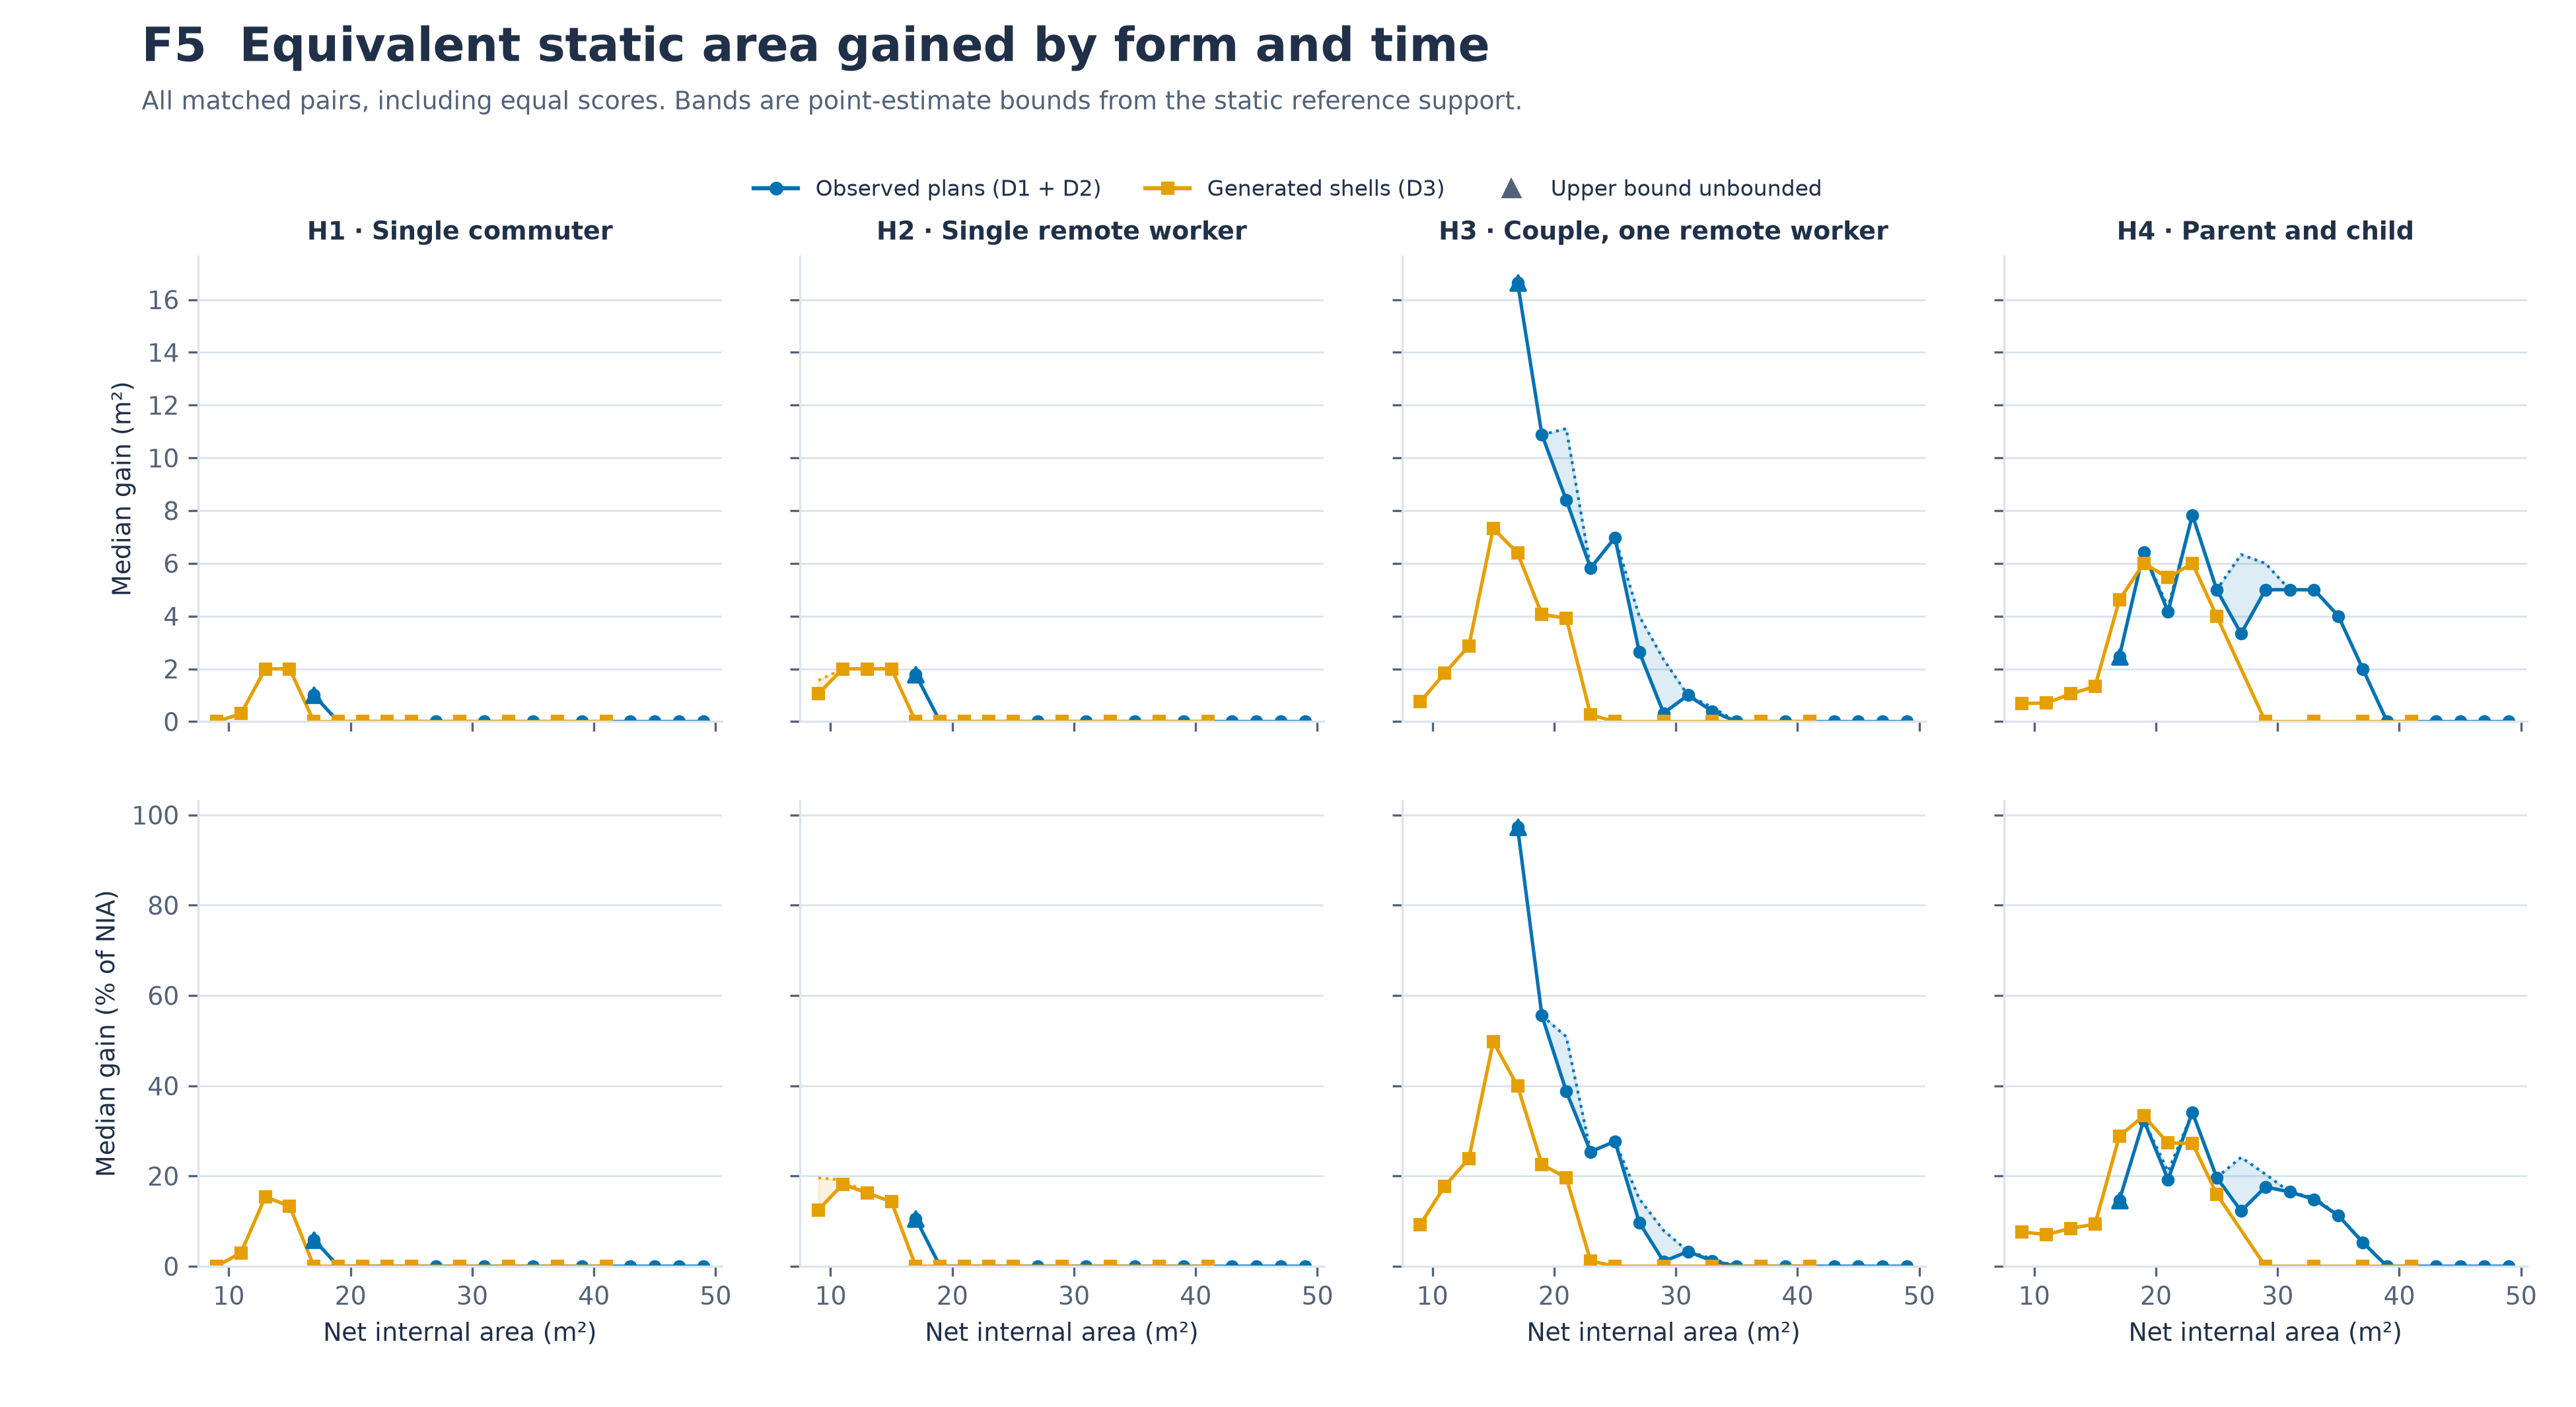 F5 Equivalent static area gained by form and time
All matched pairs, including equal scores. Bands are point-estimate bounds from the static reference support.
Observed plans (D1 + D2) Generated shells (D3) Upper bound unbounded
H1 · Single commuter H2 · Single remote worker H3 · Couple, one remote worker H4 · Parent and child
Median gain (m²)
16
14
12
10
8
6
4
2
0
Median gain (% of NIA)
100
80
60
40
20
0
10 20 30 40 50 10 20 30 40 50 10 20 30 40 50 10 20 30 40 50
Net internal area (m²) Net internal area (m²) Net internal area (m²) Net internal area (m²)